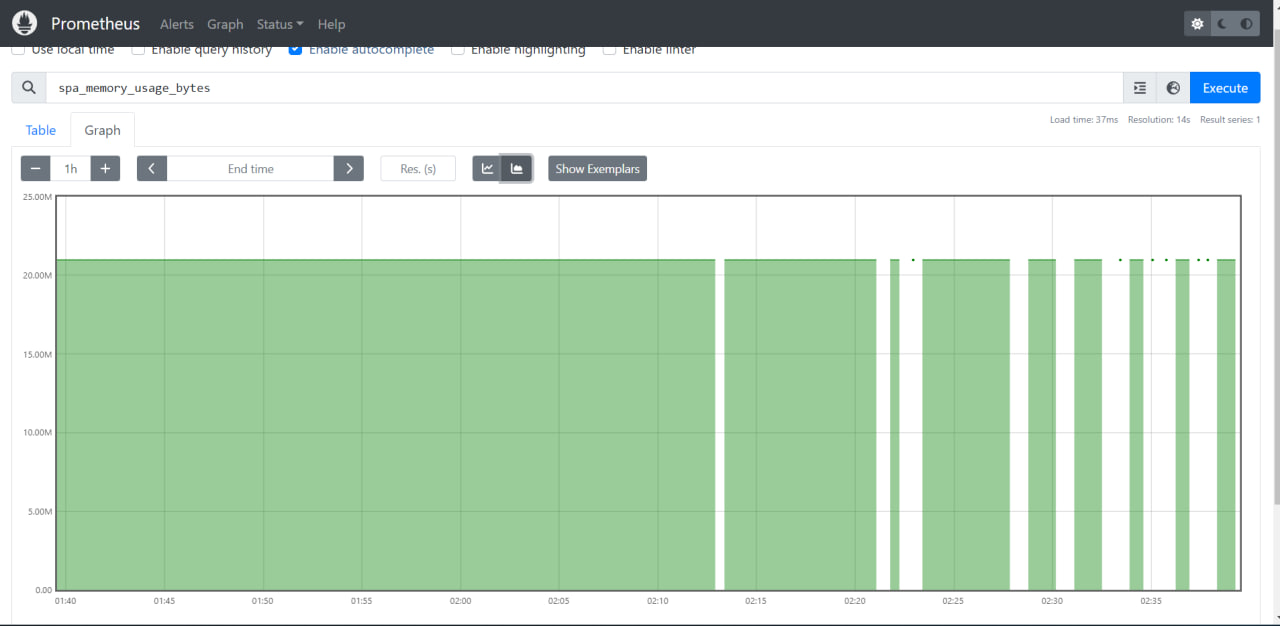 Prometheus Alerts Graph Status Help
Use local time Enable query history Enable autocomplete Enable highlighting Enable linter
spa_memory_usage_bytes Execute
Load time: 37ms Resolution: 14s Result series: 1
Table Graph
− 1h + End time Res. (s) Show Exemplars
25.00M
20.00M
15.00M
10.00M
5.00M
0.00
01:40 01:45 01:50 01:55 02:00 02:05 02:10 02:15 02:20 02:25 02:30 02:35